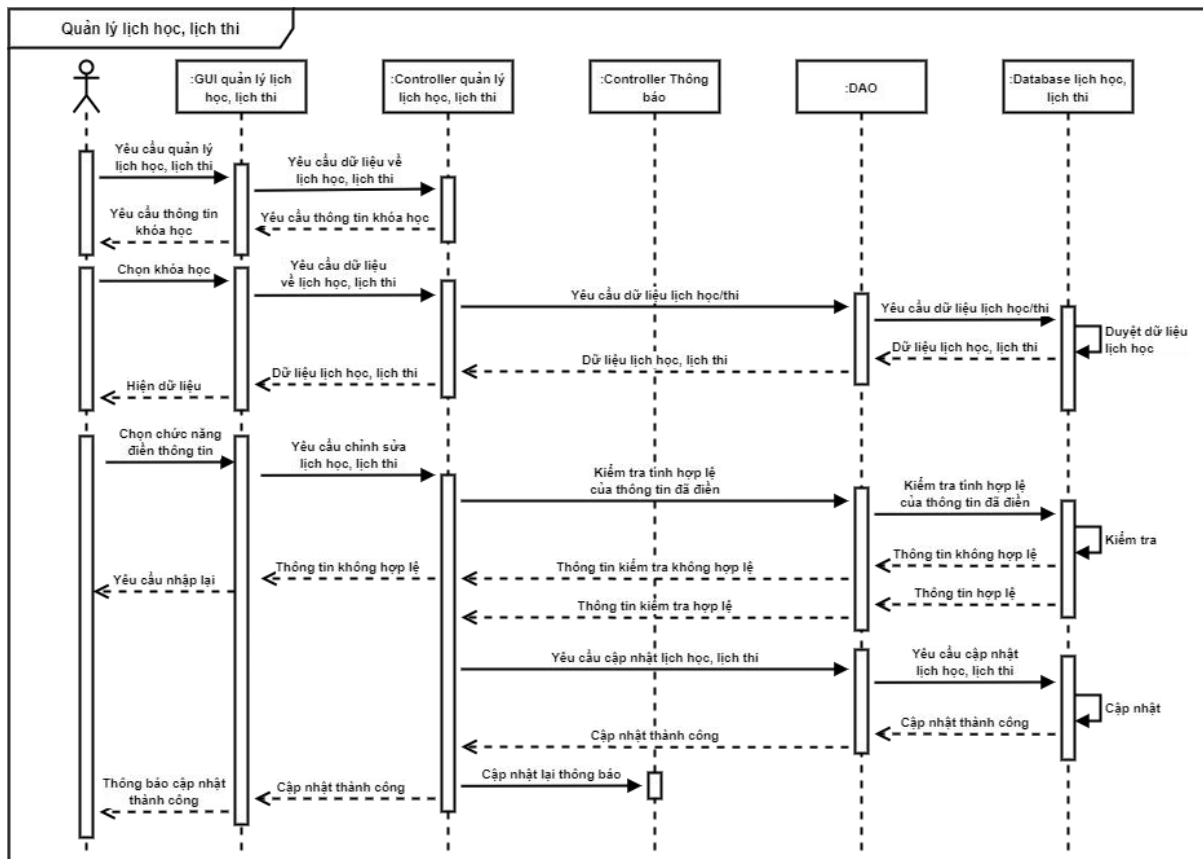 Quản lý lịch học, lịch thi
:GUI quản lý lịch
học, lịch thi
:Controller quản lý
lịch học, lịch thi
:Controller Thông
báo
:DAO
:Database lịch học,
lịch thi
Yêu cầu quản lý
lịch học, lịch thi
Yêu cầu dữ liệu về
lịch học, lịch thi
Yêu cầu thông tin
khóa học
Yêu cầu thông tin khóa học
Chọn khóa học
Yêu cầu dữ liệu
về lịch học, lịch thi
Yêu cầu dữ liệu lịch học/thi
Yêu cầu dữ liệu lịch học/thi
Duyệt dữ liệu
lịch học
Dữ liệu lịch học, lịch thi
Dữ liệu lịch học, lịch thi
Dữ liệu lịch học, lịch thi
Hiện dữ liệu
Chọn chức năng
điền thông tin
Yêu cầu chỉnh sửa
lịch học, lịch thi
Kiểm tra tính hợp lệ
của thông tin đã điền
Kiểm tra tính hợp lệ
của thông tin đã điền
Kiểm tra
Thông tin không hợp lệ
Thông tin kiểm tra không hợp lệ
Thông tin không hợp lệ
Yêu cầu nhập lại
Thông tin hợp lệ
Thông tin kiểm tra hợp lệ
Yêu cầu cập nhật lịch học, lịch thi
Yêu cầu cập nhật
lịch học, lịch thi
Cập nhật
Cập nhật thành công
Cập nhật thành công
Cập nhật lại thông báo
Cập nhật thành công
Thông báo cập nhật
thành công